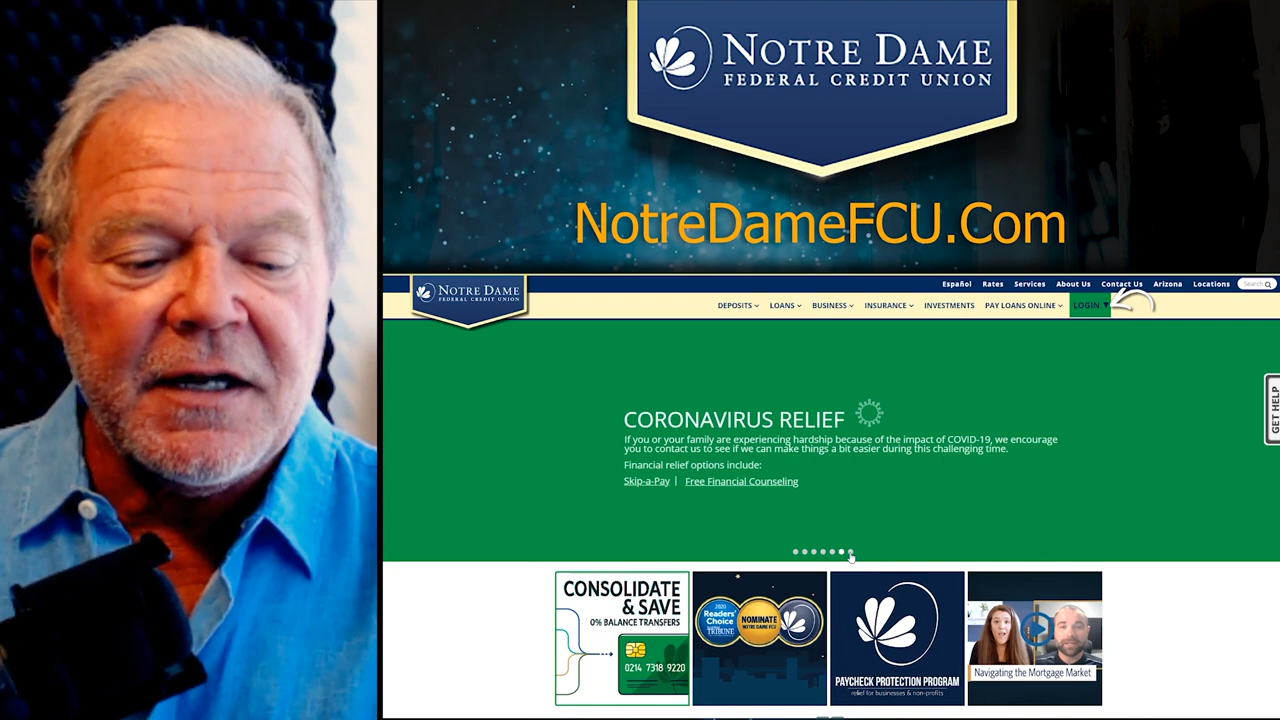 NOTRE DAME
FEDERAL CREDIT UNION
NotreDameFCU.Com
Español Rates Services About Us Contact Us Arizona Locations Search
NOTRE DAME
FEDERAL CREDIT UNION
DEPOSITS LOANS BUSINESS INSURANCE INVESTMENTS PAY LOANS ONLINE LOGIN
CORONAVIRUS RELIEF
If you or your family are experiencing hardship because of the impact of COVID-19, we encourage
you to contact us to see if we can make things a bit easier during this challenging time.
Financial relief options include:
Skip-a-Pay | Free Financial Counseling
GET HELP
CONSOLIDATE
& SAVE
0% BALANCE TRANSFERS
0214 7318 9220
2020
Readers'
Choice
TRIBUNE
NOMINATE
NOTRE DAME FCU
PAYCHECK PROTECTION PROGRAM
relief for businesses & non-profits
Navigating the Mortgage Market